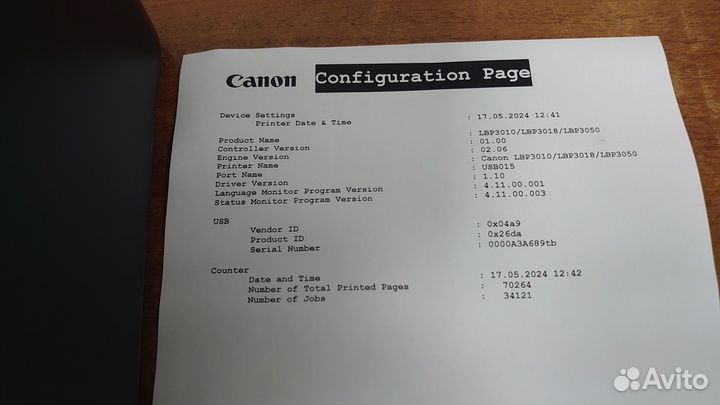 Canon Configuration Page
Device Settings
Printer Date & Time : 17.05.2024 12:41
Product Name : LBP3010/LBP3018/LBP3050
Controller Version : 01.00
Engine Version : 02.06
Printer Name : Canon LBP3010/LBP3018/LBP3050
Port Name : USB015
Driver Version : 1.10
Language Monitor Program Version : 4.11.00.001
Status Monitor Program Version : 4.11.00.003
USB
Vendor ID : 0x04a9
Product ID : 0x26da
Serial Number : 0000A3A689tb
Counter
Date and Time : 17.05.2024 12:42
Number of Total Printed Pages : 70264
Number of Jobs : 34121
Avito